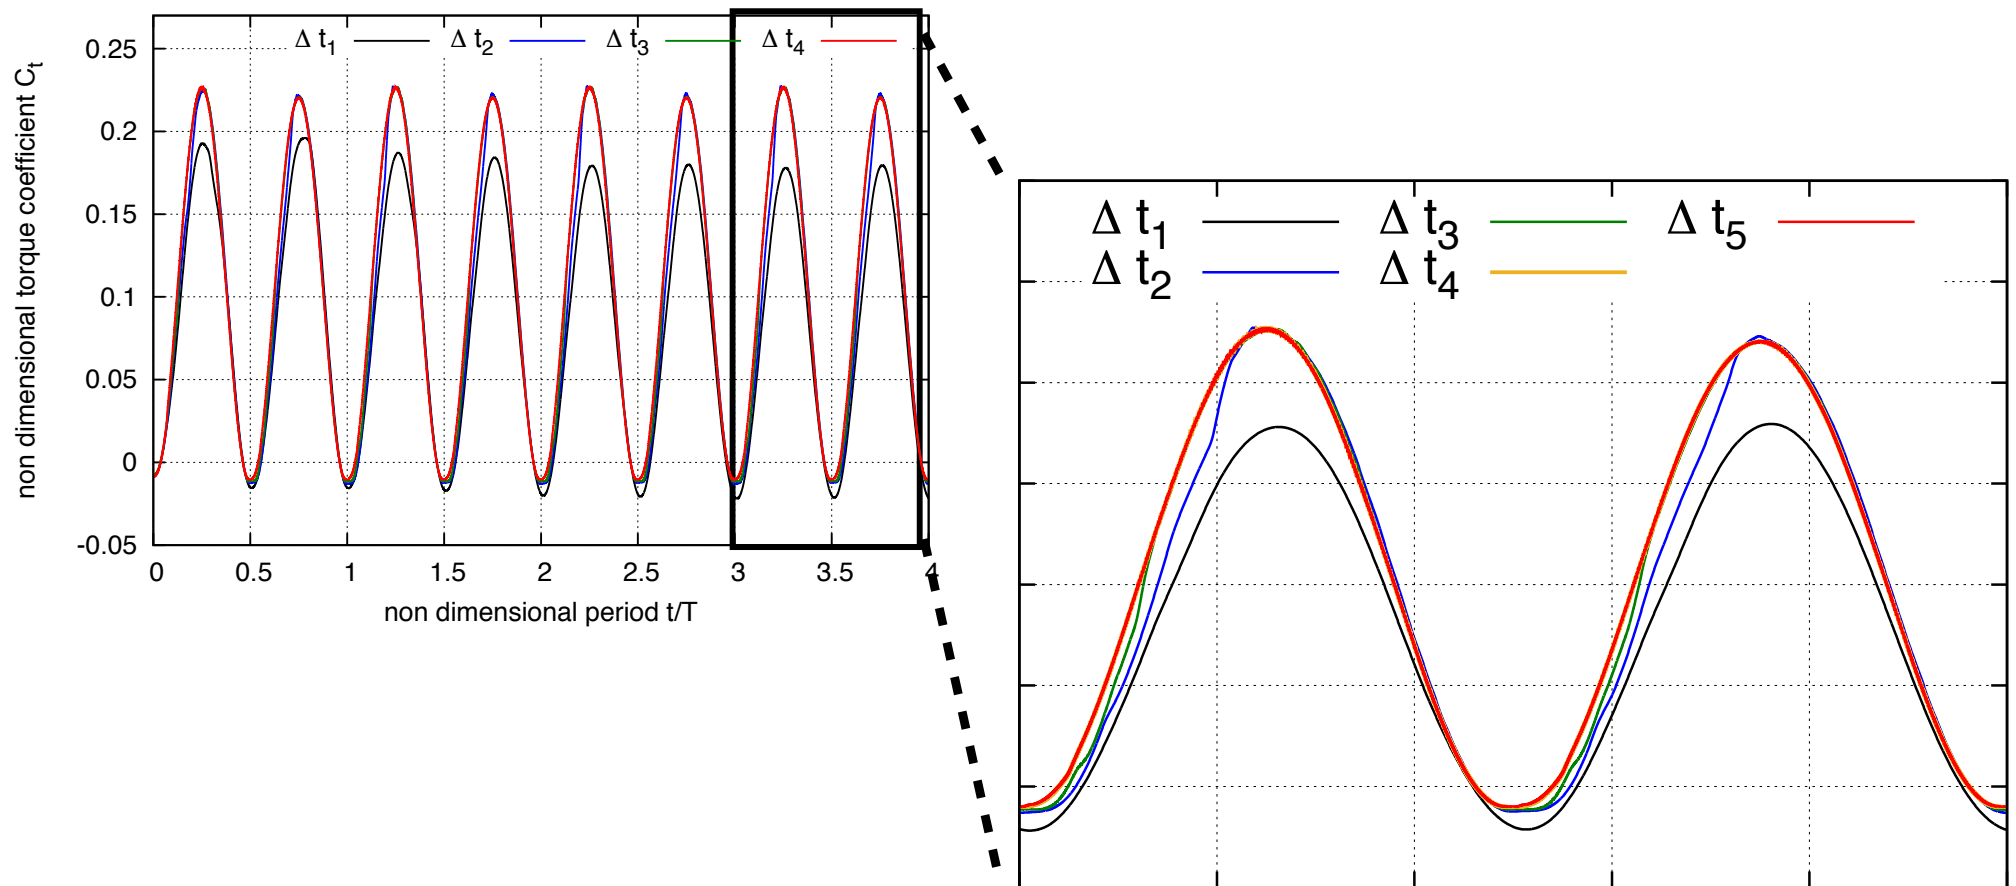 Δ t1 Δ t2 Δ t3 Δ t4
0.25
0.2
0.15
0.1
0.05
0
-0.05
non dimensional torque coefficient Ct
0 0.5 1 1.5 2 2.5 3 3.5 4
non dimensional period t/T
Δ t1 Δ t3 Δ t5
Δ t2 Δ t4